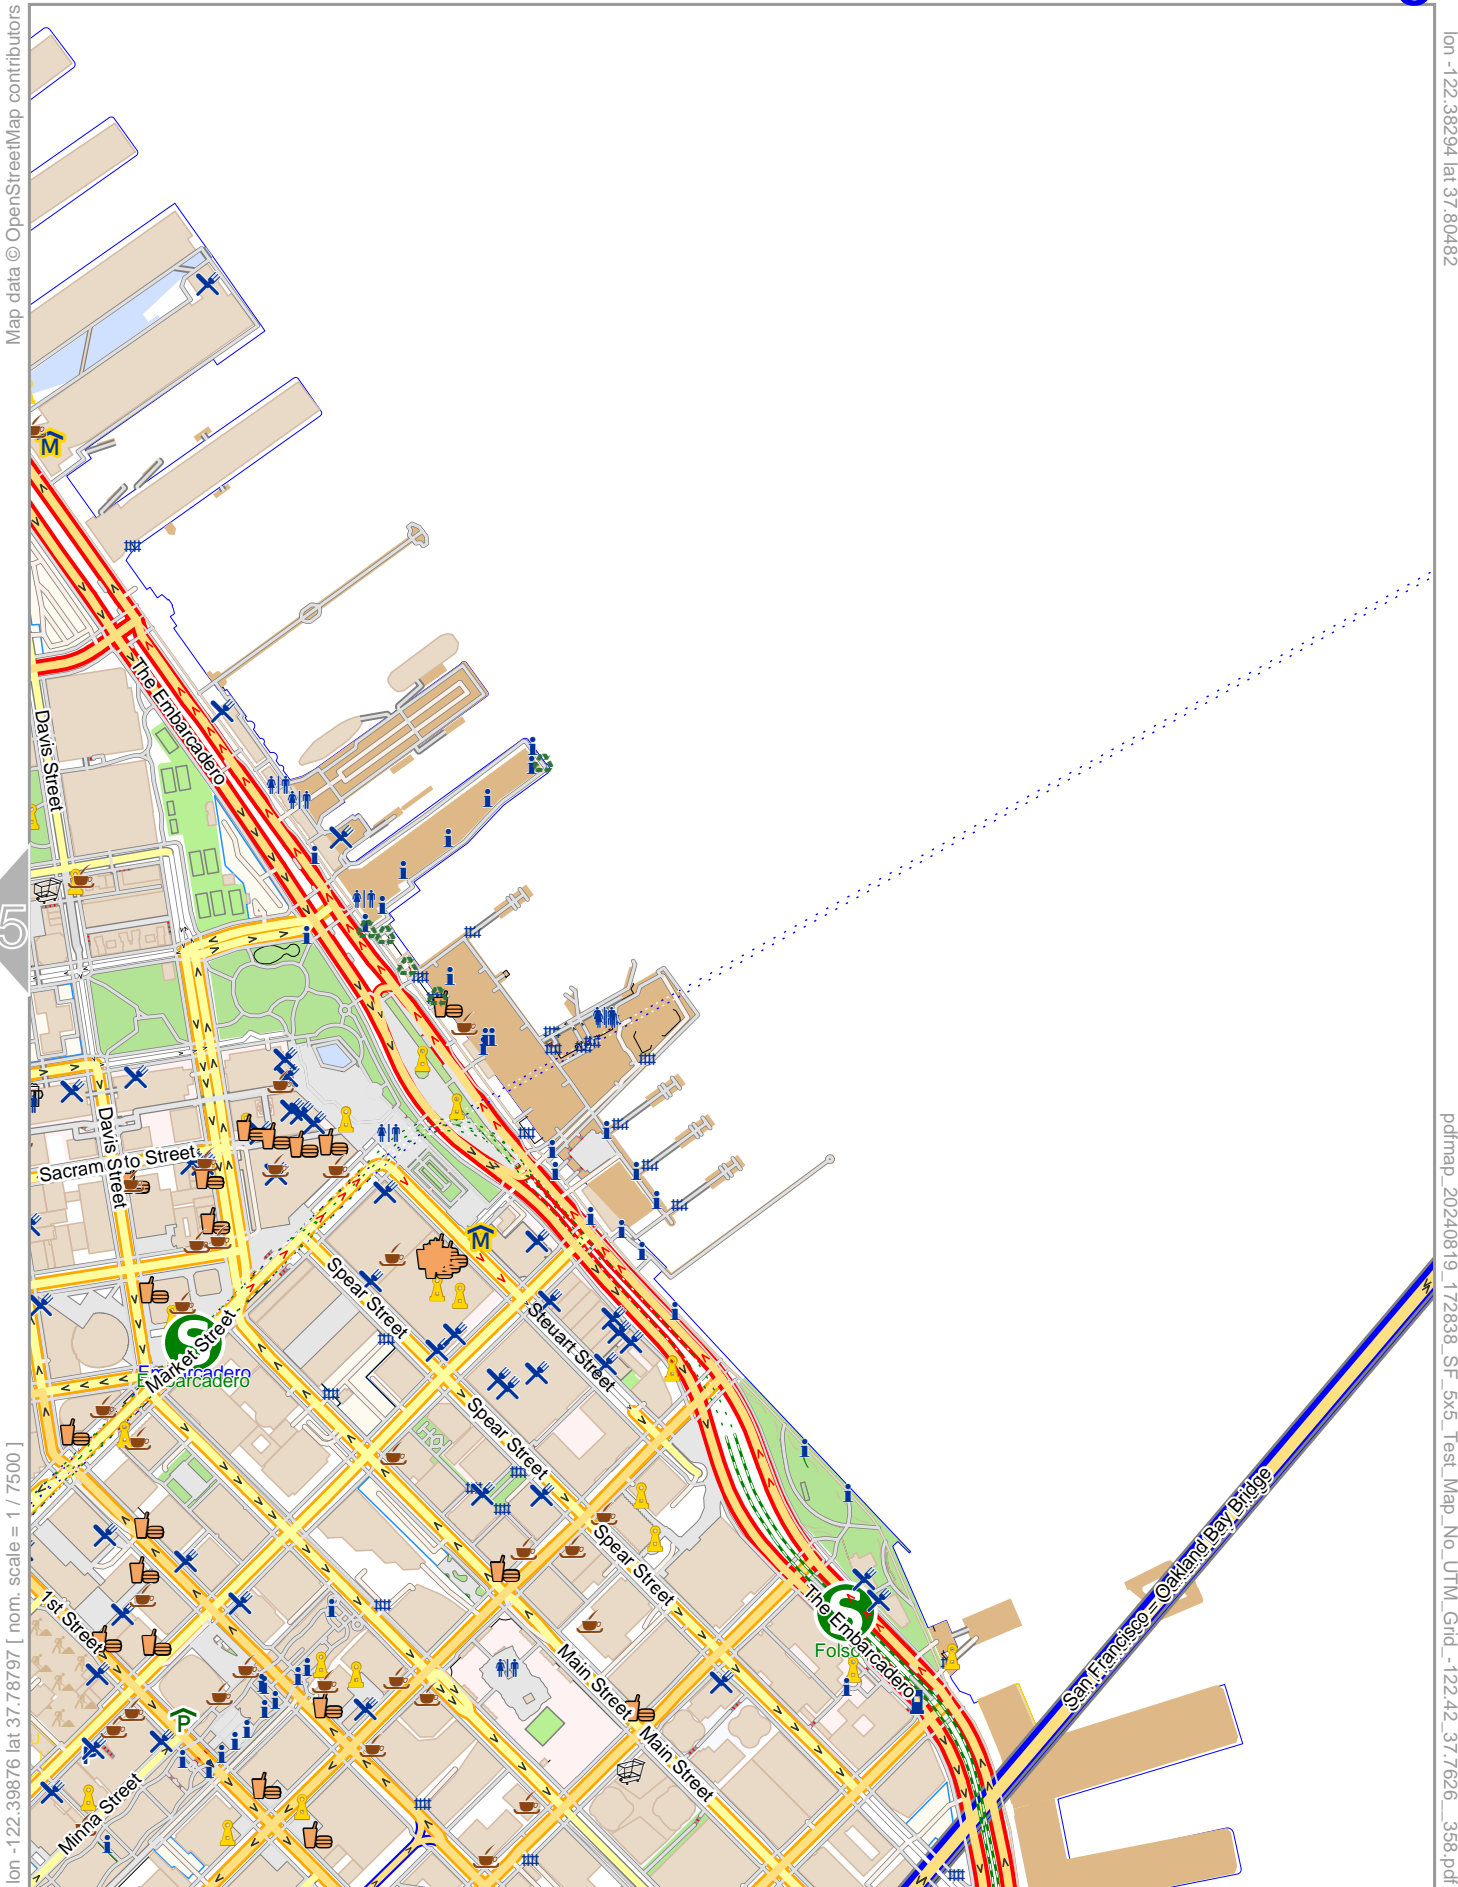 Map data © OpenStreetMap contributors
lon -122.38294 lat 37.80482
The Embarcadero
Davis Street
5
Davis Street
Sacram to Street
Spear Street
Steuart Street
Market Street
Embarcadero
Embarcadero
Spear Street
Spear Street
San Francisco – Oakland Bay Bridge
1st Street
The Embarcadero
Folso
Main Street
Main Street
Minna Street
M
M
S
S
P
lon -122.39876 lat 37.78797 [ nom. scale = 1 / 7500 ]
pdfmap_20240819_172838_SF_5x5_Test_Map_No_UTM_Grid_-122.42_37.7626__358.pdf